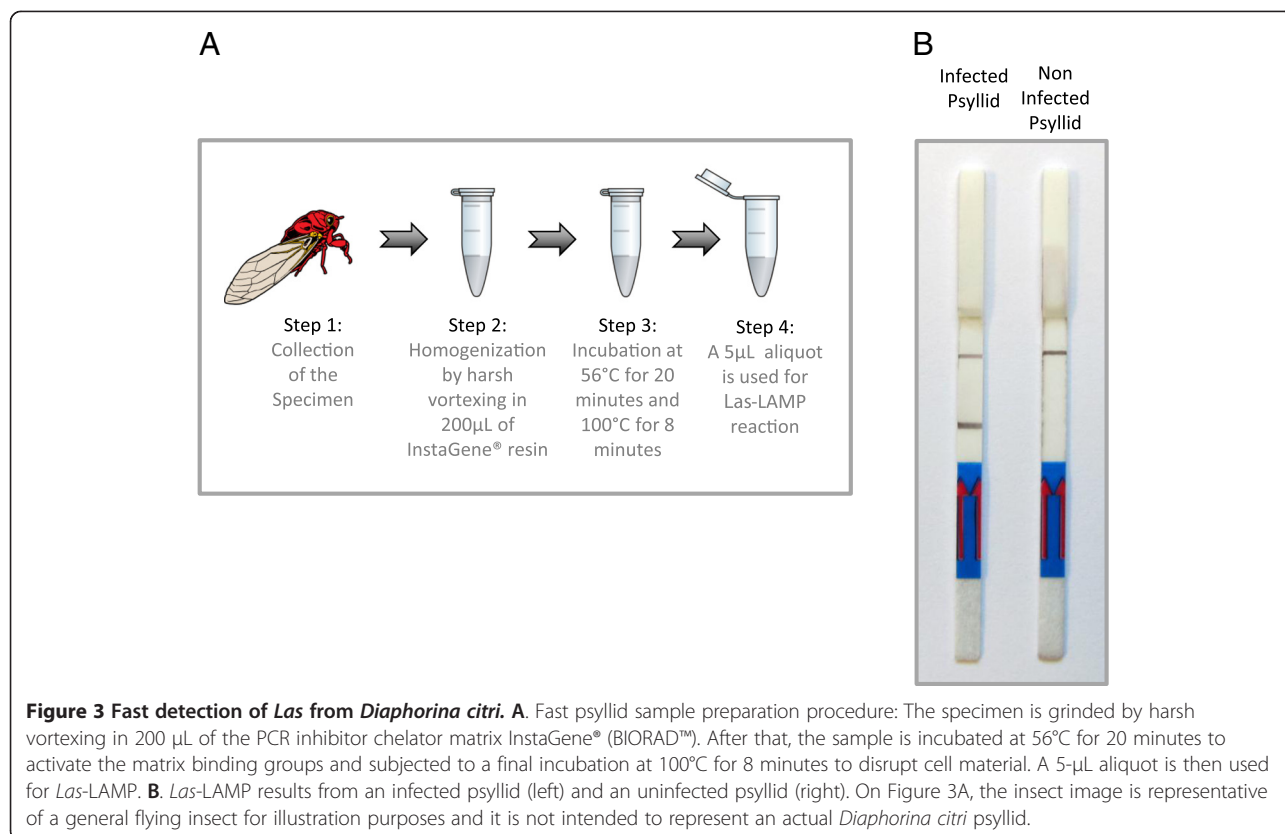 A
B
Infected
Psyllid
Non
Infected
Psyllid
Step 1:
Collection
of the
Specimen
Step 2:
Homogenization
by harsh
vortexing in
200µL of
InstaGene® resin
Step 3:
Incubation at
56°C for 20
minutes and
100°C for 8
minutes
Step 4:
A 5µL aliquot
is used for
Las-LAMP
reaction
Figure 3 Fast detection of Las from Diaphorina citri. A. Fast psyllid sample preparation procedure: The specimen is grinded by harsh
vortexing in 200 μL of the PCR inhibitor chelator matrix InstaGene® (BIORAD™). After that, the sample is incubated at 56°C for 20 minutes to
activate the matrix binding groups and subjected to a final incubation at 100°C for 8 minutes to disrupt cell material. A 5-μL aliquot is then used
for Las-LAMP. B. Las-LAMP results from an infected psyllid (left) and an uninfected psyllid (right). On Figure 3A, the insect image is representative
of a general flying insect for illustration purposes and it is not intended to represent an actual Diaphorina citri psyllid.